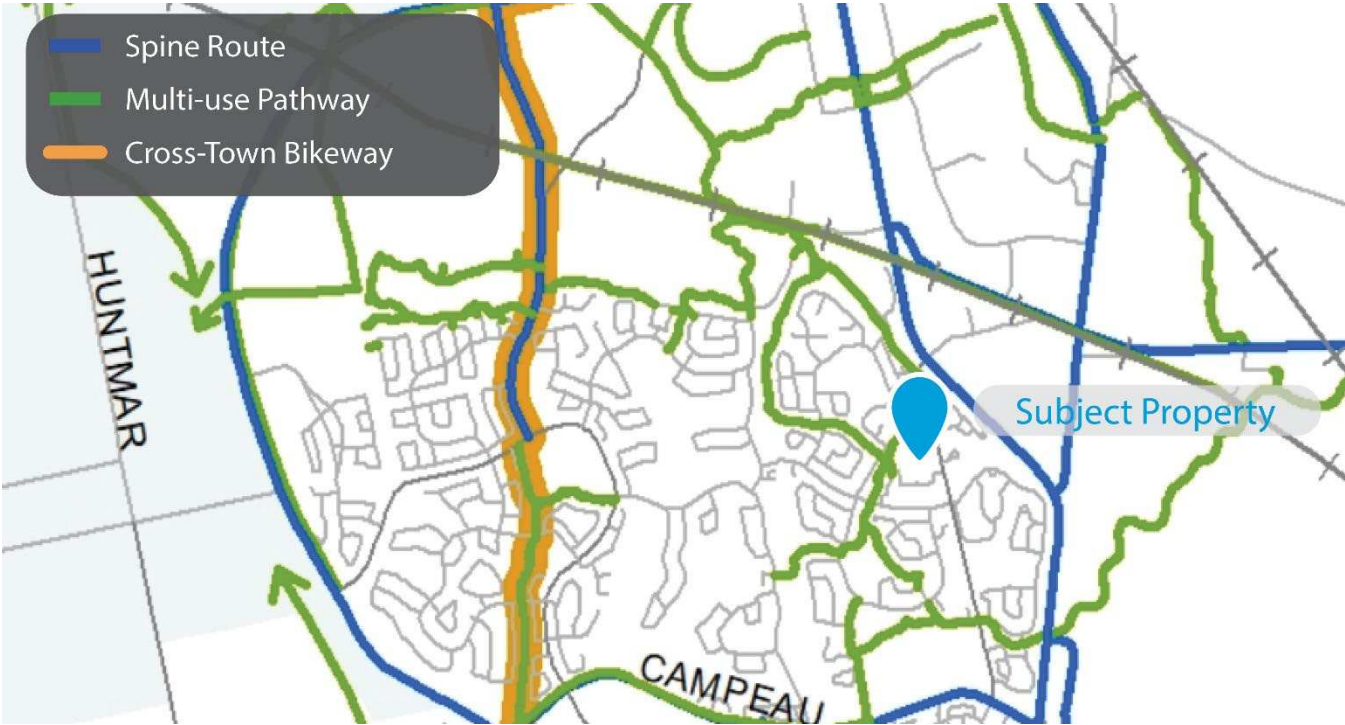 Spine Route
Multi-use Pathway
Cross-Town Bikeway
HUNTMAR
Subject Property
CAMPEAU